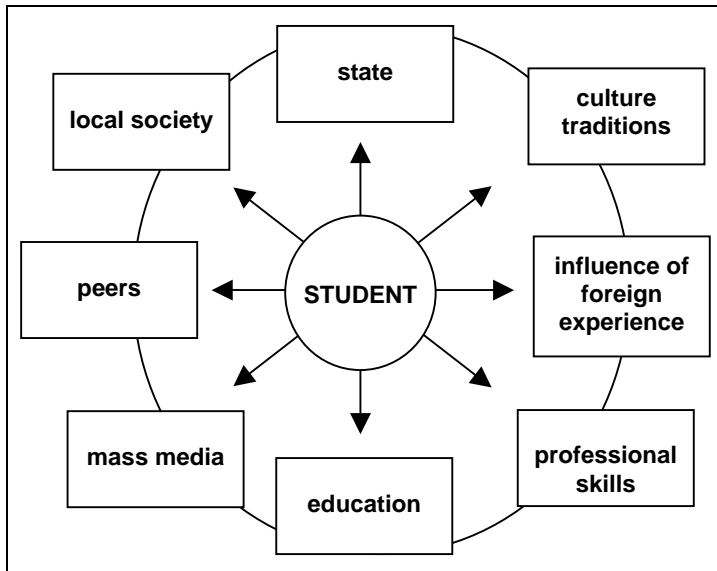 state
culture
traditions
local society
peers
STUDENT
influence of
foreign
experience
mass media
education
professional
skills